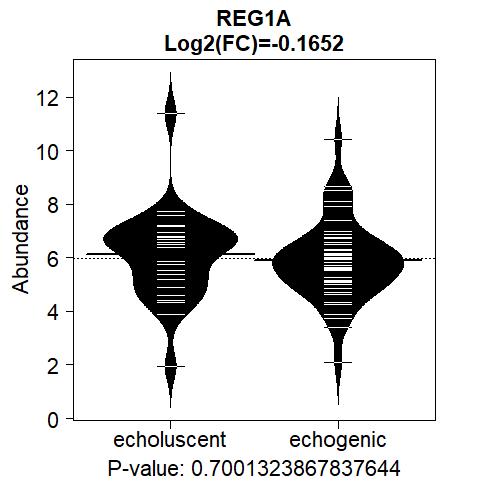 REG1A
Log2(FC)=-0.1652
Abundance
12
10
8
6
4
2
0
echoluscent echogenic
P-value: 0.7001323867837644